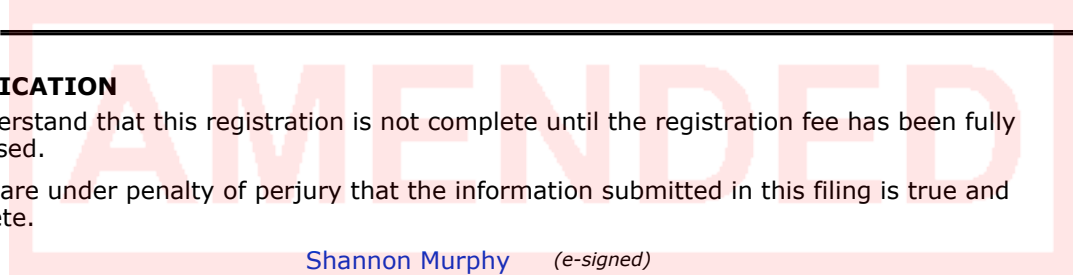 AMENDED
ICATION
erstand that this registration is not complete until the registration fee has been fully
sed.
are under penalty of perjury that the information submitted in this filing is true and
ete.
Shannon Murphy (e-signed)